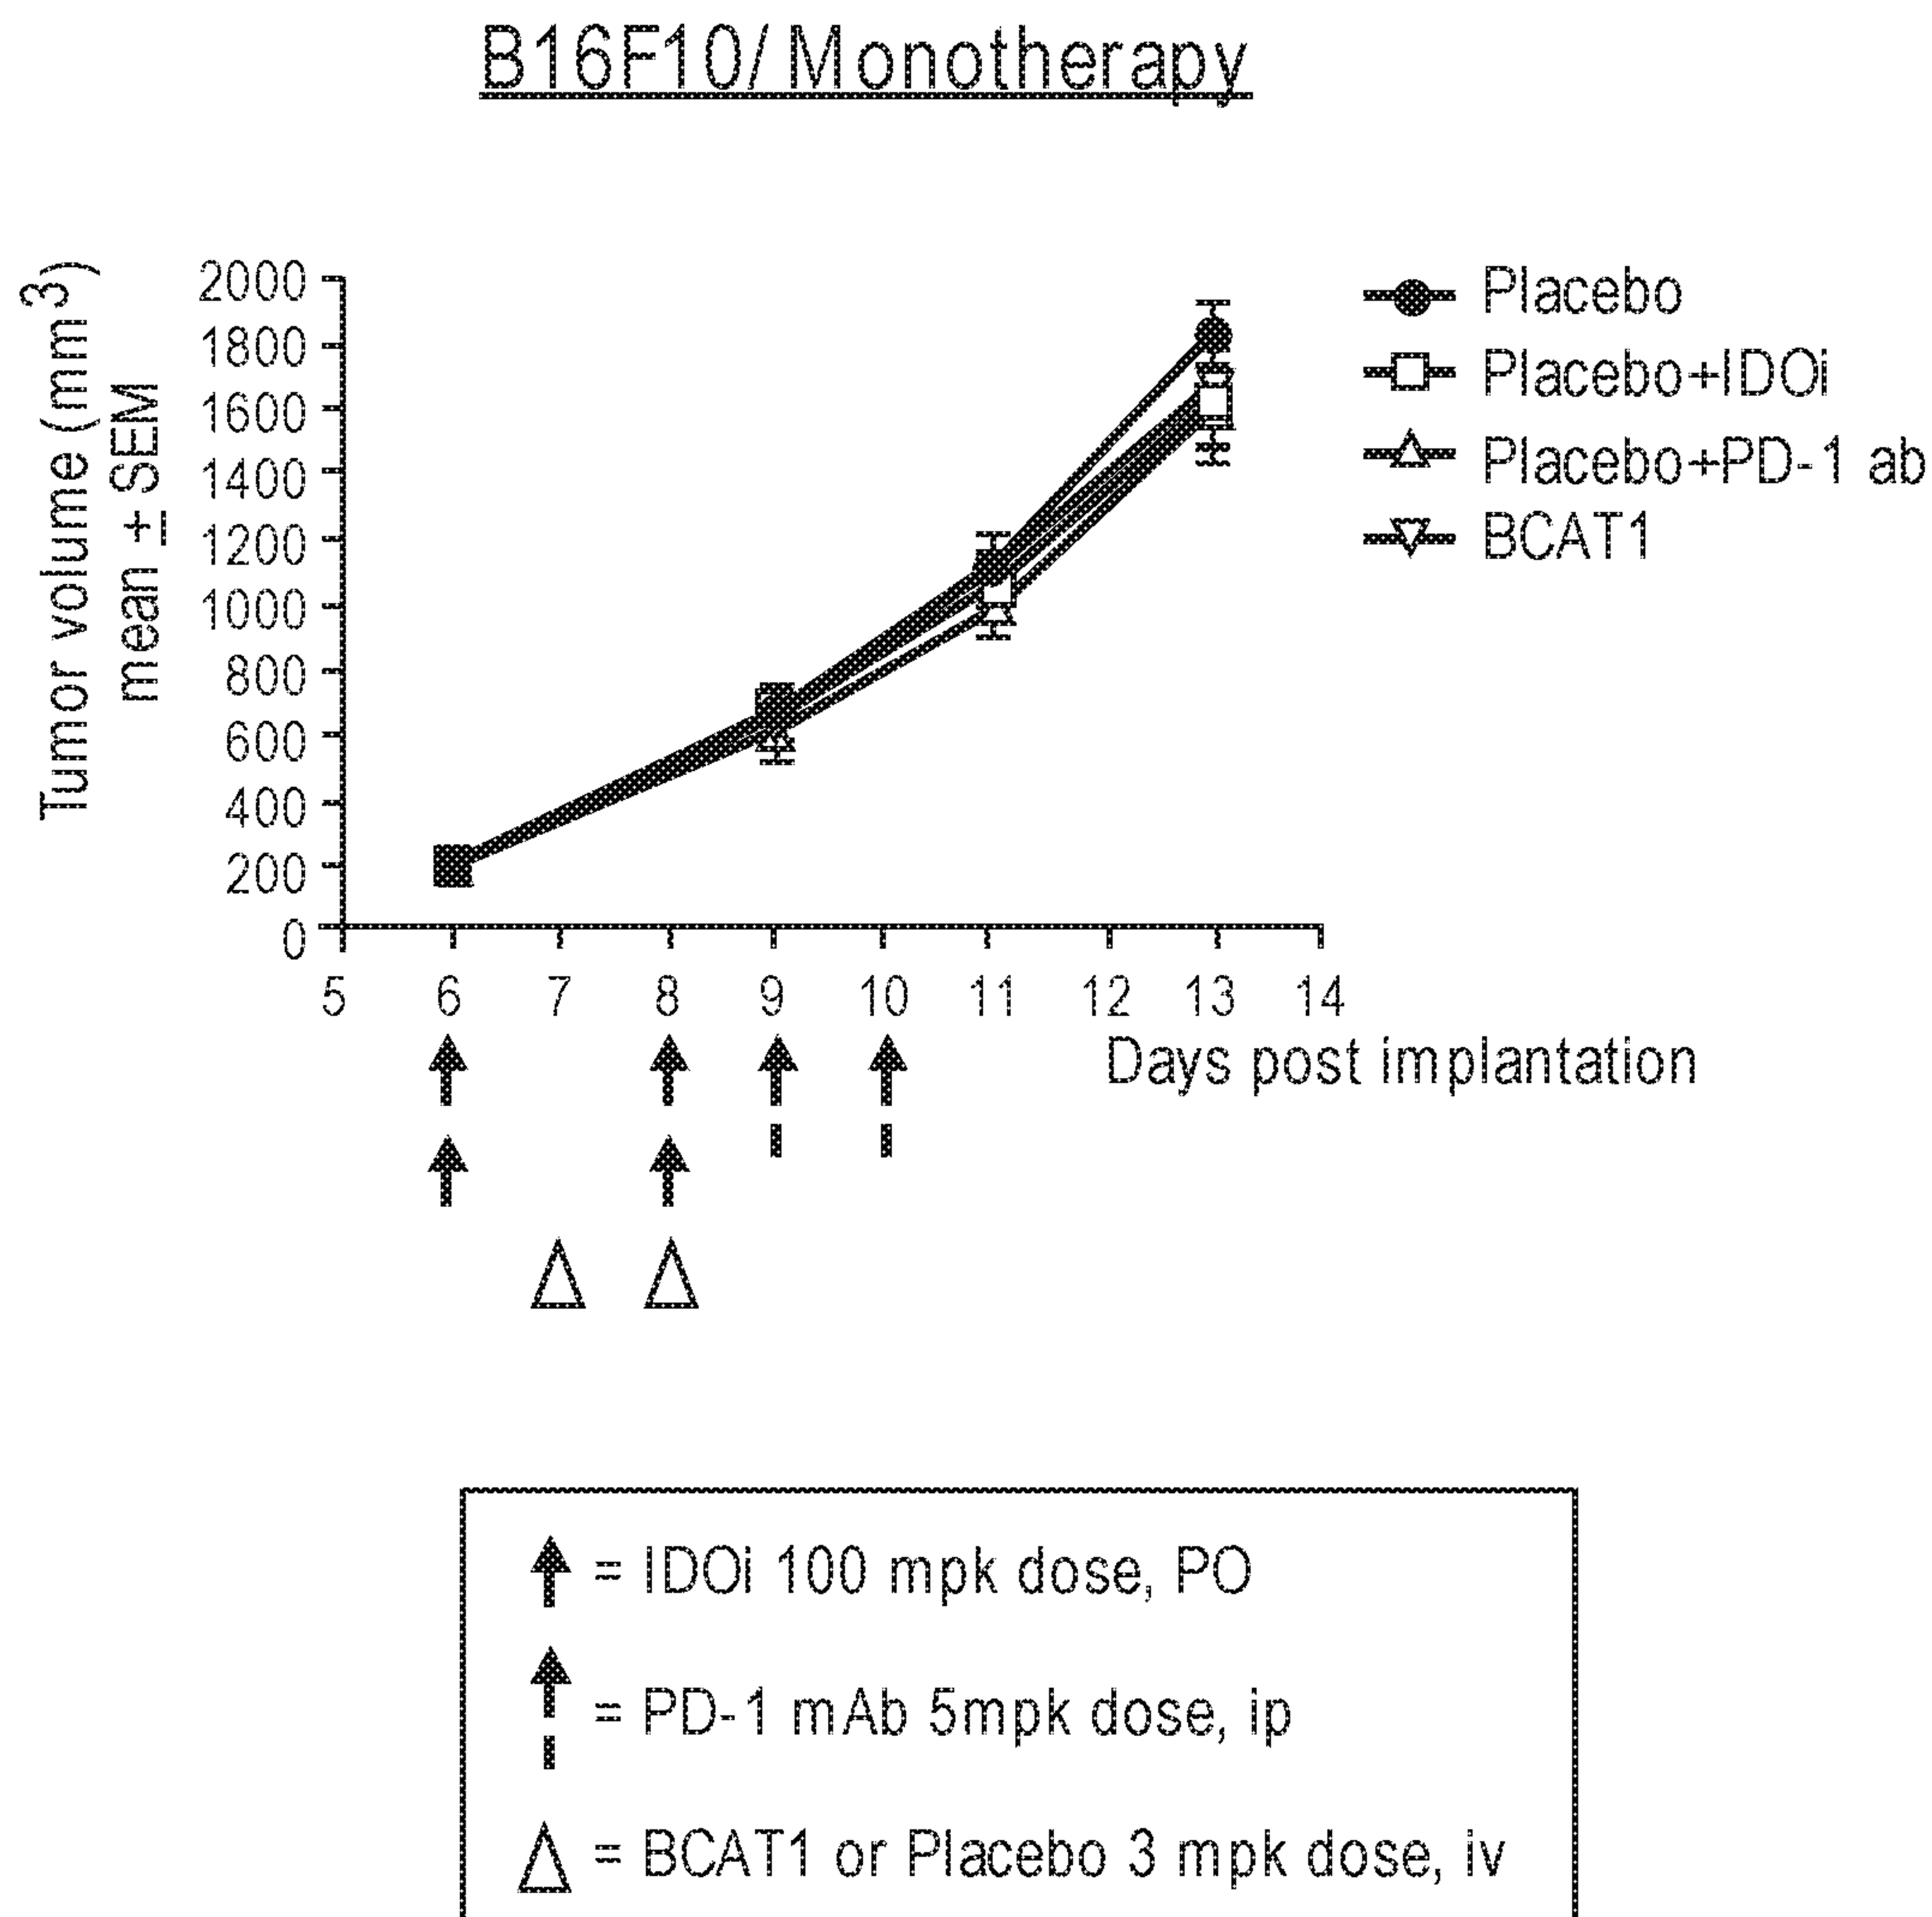 B16F10/ Monotherapy
Tumor volume (mm³)
mean ± SEM
2000
1800
1600
1400
1200
1000
800
600
400
200
0
5 6 7 8 9 10 11 12 13 14
Days post implantation
Placebo
Placebo+IDOi
Placebo+PD-1 ab
BCAT1
= IDOi 100 mpk dose, PO
= PD-1 mAb 5mpk dose, ip
= BCAT1 or Placebo 3 mpk dose, iv